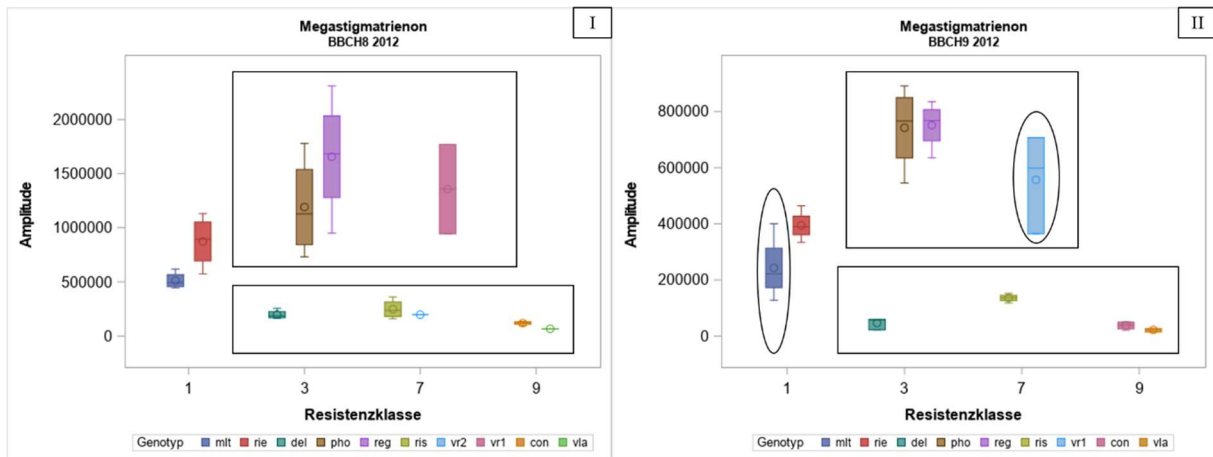 I
Megastigmatrienon
BBCH8 2012
Amplitude
2000000
1500000
1000000
500000
0
1 3 7 9
Resistenzklasse
Genotyp mlt rie del pho reg ris vr2 vr1 con vla
II
Megastigmatrienon
BBCH9 2012
Amplitude
800000
600000
400000
200000
0
1 3 7 9
Resistenzklasse
Genotyp mlt rie del pho reg ris vr1 con vla